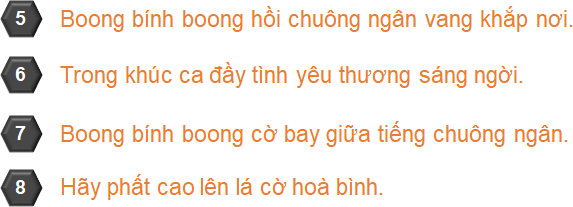 5 Boong bính boong hồi chuông ngân vang khắp nơi.
6 Trong khúc ca đầy tình yêu thương sáng ngời.
7 Boong bính boong cờ bay giữa tiếng chuông ngân.
8 Hãy phất cao lên lá cờ hoà bình.